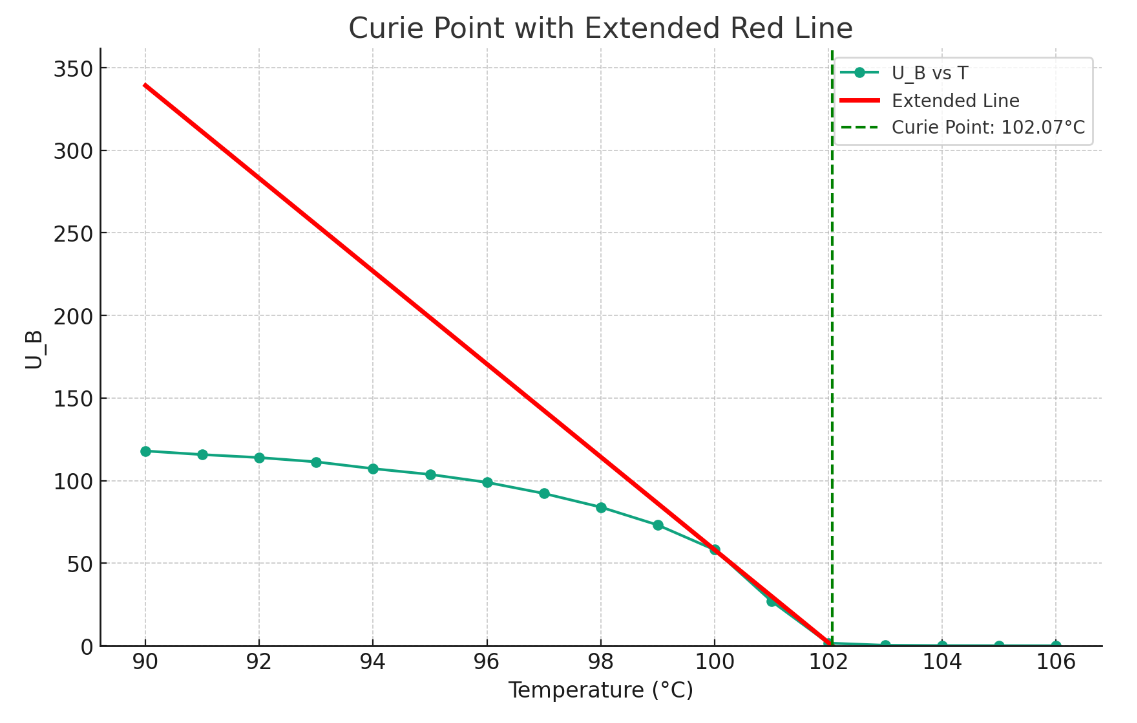 Curie Point with Extended Red Line
U_B vs T
Extended Line
Curie Point: 102.07°C
350
300
250
200
150
100
50
0
U_B
90 92 94 96 98 100 102 104 106
Temperature (°C)